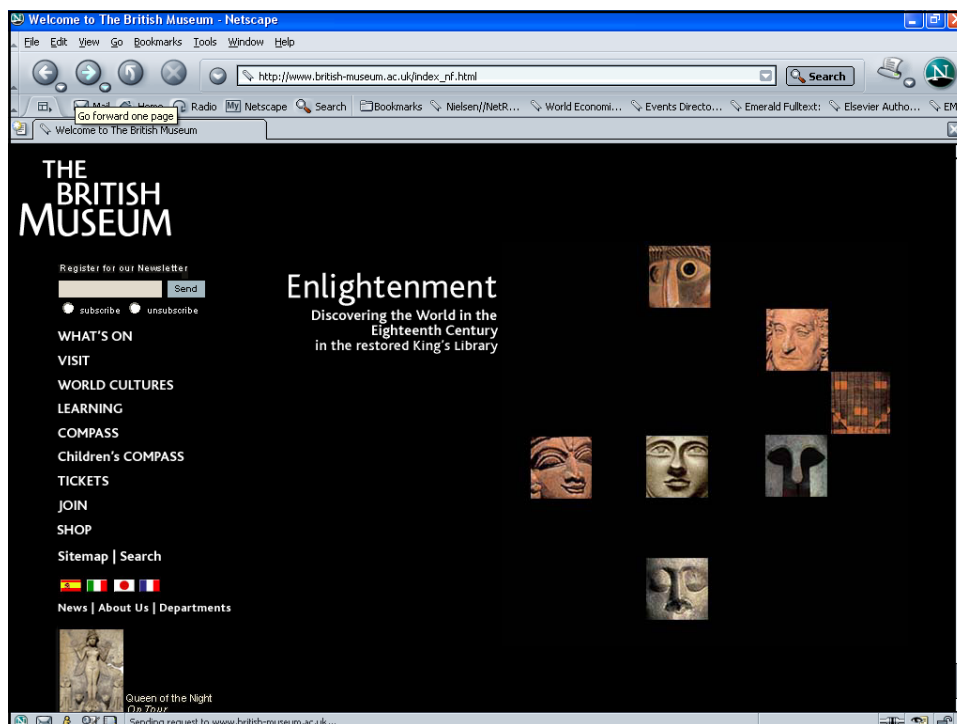 Welcome to The British Museum - Netscape
File Edit View Go Bookmarks Tools Window Help
http://www.british-museum.ac.uk/index_nf.html
Search
Mail Home Radio My Netscape Search Bookmarks Nielsen//NetR... World Economi... Events Directo... Emerald Fulltext: Elsevier Autho... EM
Go forward one page
Welcome to The British Museum
THE
BRITISH
MUSEUM
Register for our Newsletter
Send
subscribe unsubscribe
WHAT'S ON
VISIT
WORLD CULTURES
LEARNING
COMPASS
Children's COMPASS
TICKETS
JOIN
SHOP
Sitemap | Search
News | About Us | Departments
Queen of the Night
On Tour
Enlightenment
Discovering the World in the
Eighteenth Century
in the restored King's Library
Sending request to www.british-museum.ac.uk...